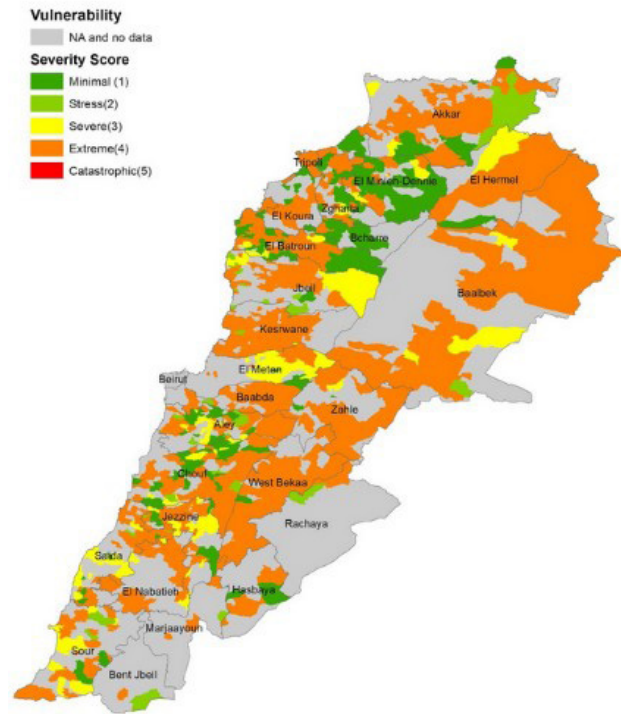 Vulnerability
NA and no data
Severity Score
Minimal (1)
Stress(2)
Severe(3)
Extreme(4)
Catastrophic(5)
Akkar
Tripoli
El Minieh-Dennie
El Hermel
Zgharta
El Koura
Bcharre
El Batroun
Jbeil
Baalbek
Kesrwane
El Meten
Beirut
Baabda
Zahle
Aley
Chouf
West Bekaa
Jezzine
Rachaya
Saida
Hasbaya
El Nabatieh
Marjaayoun
Sour
Bent Jbeil